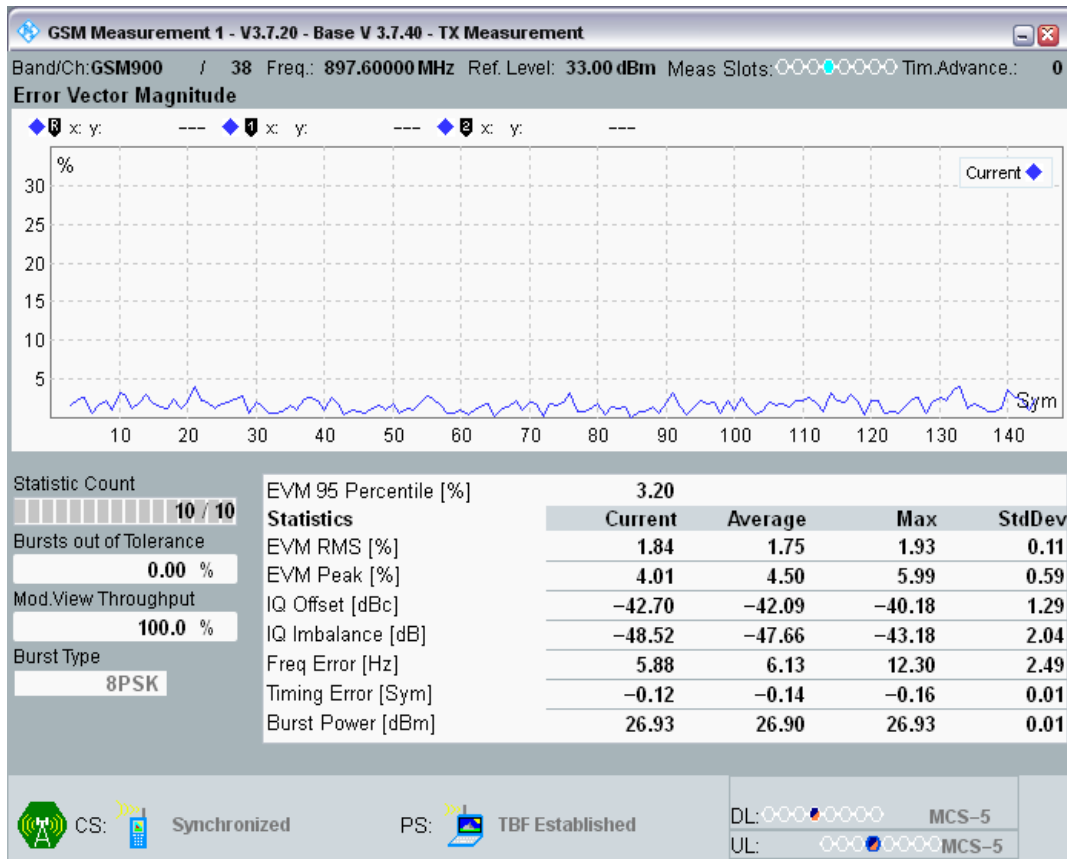 GSM Measurement 1 - V3.7.20 - Base V 3.7.40 - TX Measurement
Band/Ch:GSM900 / 38 Freq.: 897.60000 MHz Ref. Level: 33.00 dBm Meas Slots: Tim.Advance.: 0
Error Vector Magnitude
R x: y: --- 1 x: y: --- 2 x: y: ---
%
Current
30
25
20
15
10
5
Sym
10 20 30 40 50 60 70 80 90 100 110 120 130 140
Statistic Count
10 / 10
Bursts out of Tolerance
0.00 %
Mod.View Throughput
100.0 %
Burst Type
8PSK
EVM 95 Percentile [%] 3.20
Statistics Current Average Max StdDev
EVM RMS [%] 1.84 1.75 1.93 0.11
EVM Peak [%] 4.01 4.50 5.99 0.59
IQ Offset [dBc] −42.70 −42.09 −40.18 1.29
IQ Imbalance [dB] −48.52 −47.66 −43.18 2.04
Freq Error [Hz] 5.88 6.13 12.30 2.49
Timing Error [Sym] −0.12 −0.14 −0.16 0.01
Burst Power [dBm] 26.93 26.90 26.93 0.01
CS: Synchronized PS: TBF Established
DL: MCS−5
UL: MCS−5